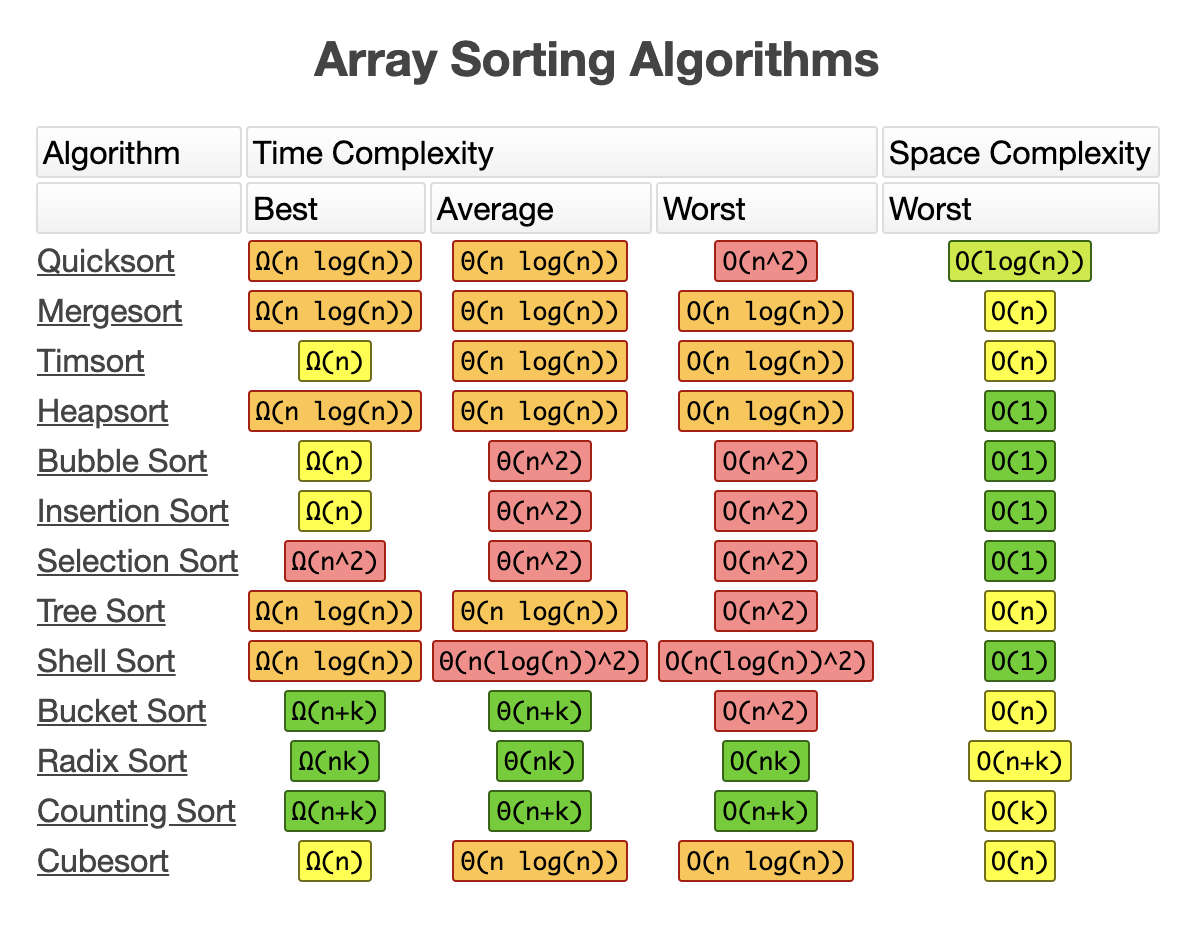 Array Sorting Algorithms
Algorithm Time Complexity Space Complexity
Best Average Worst Worst
Quicksort Ω(n log(n)) Θ(n log(n)) O(n^2) O(log(n))
Mergesort Ω(n log(n)) Θ(n log(n)) O(n log(n)) O(n)
Timsort Ω(n) Θ(n log(n)) O(n log(n)) O(n)
Heapsort Ω(n log(n)) Θ(n log(n)) O(n log(n)) O(1)
Bubble Sort Ω(n) Θ(n^2) O(n^2) O(1)
Insertion Sort Ω(n) Θ(n^2) O(n^2) O(1)
Selection Sort Ω(n^2) Θ(n^2) O(n^2) O(1)
Tree Sort Ω(n log(n)) Θ(n log(n)) O(n^2) O(n)
Shell Sort Ω(n log(n)) Θ(n(log(n))^2) O(n(log(n))^2) O(1)
Bucket Sort Ω(n+k) Θ(n+k) O(n^2) O(n)
Radix Sort Ω(nk) Θ(nk) O(nk) O(n+k)
Counting Sort Ω(n+k) Θ(n+k) O(n+k) O(k)
Cubesort Ω(n) Θ(n log(n)) O(n log(n)) O(n)